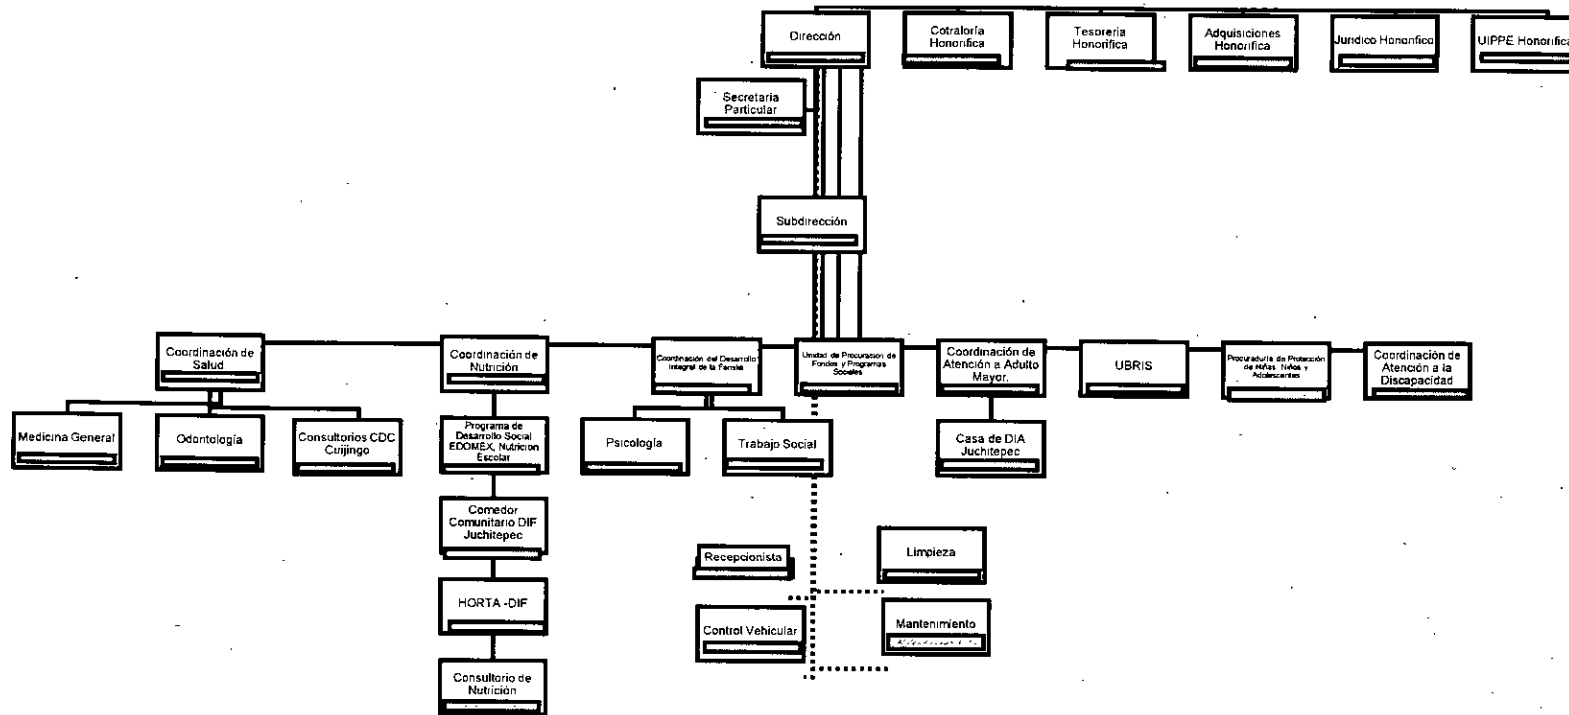 Dirección
Cotraloría
Honorífica
Tesoreria
Honorifica
Adquisiciones
Honorifica
Jurídico Honorifico
UIPPE Honorifica
Secretaria
Particular
Subdirección
Coordinación de
Salud
Coordinación de
Nutrición
Coordinación del Desarrollo
Integral de la Familia
Unidad de Procuración de
Fondos y Programas
Sociales
Coordinación de
Atención a Adulto
Mayor.
UBRIS
Procuraduría de Protección
de Niñas, Niños y
Adolescentes
Coordinación de
Atención a la
Discapacidad
Medicina General
Odontología
Consultorios CDC
Cuijingo
Programa de
Desarrollo Social
EDOMEX, Nutrición
Escolar
Psicología
Trabajo Social
Casa de DIA
Juchitepec
Comedor
Comunitario DIF
Juchitepec
Recepcionista
Limpieza
HORTA -DIF
Control Vehicular
Mantenimiento
Consultorio de
Nutrición